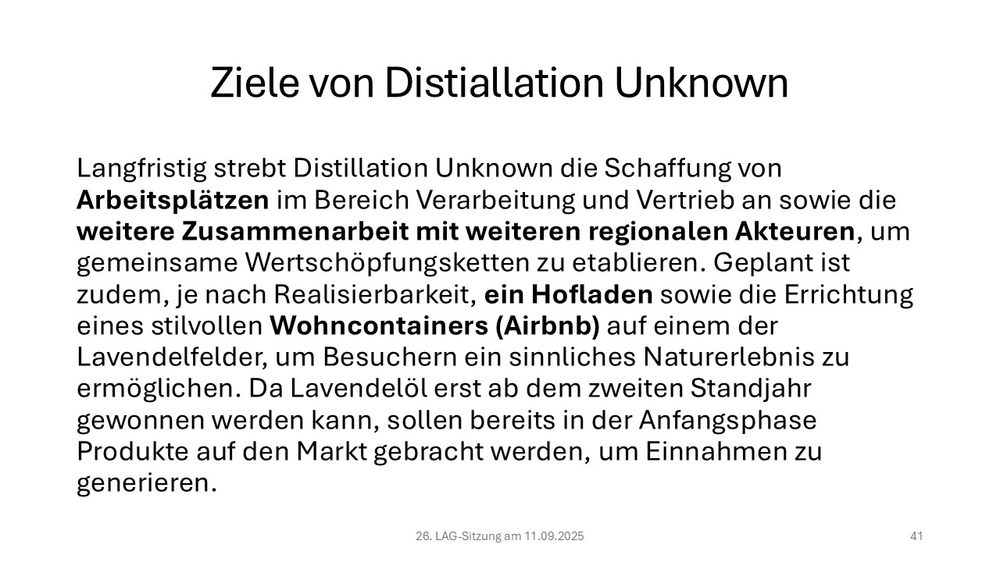 Ziele von Distiallation Unknown
Langfristig strebt Distillation Unknown die Schaffung von
Arbeitsplätzen im Bereich Verarbeitung und Vertrieb an sowie die
weitere Zusammenarbeit mit weiteren regionalen Akteuren, um
gemeinsame Wertschöpfungsketten zu etablieren. Geplant ist
zudem, je nach Realisierbarkeit, ein Hofladen sowie die Errichtung
eines stilvollen Wohncontainers (Airbnb) auf einem der
Lavendelfelder, um Besuchern ein sinnliches Naturerlebnis zu
ermöglichen. Da Lavendelöl erst ab dem zweiten Standjahr
gewonnen werden kann, sollen bereits in der Anfangsphase
Produkte auf den Markt gebracht werden, um Einnahmen zu
generieren.
26. LAG-Sitzung am 11.09.2025
41